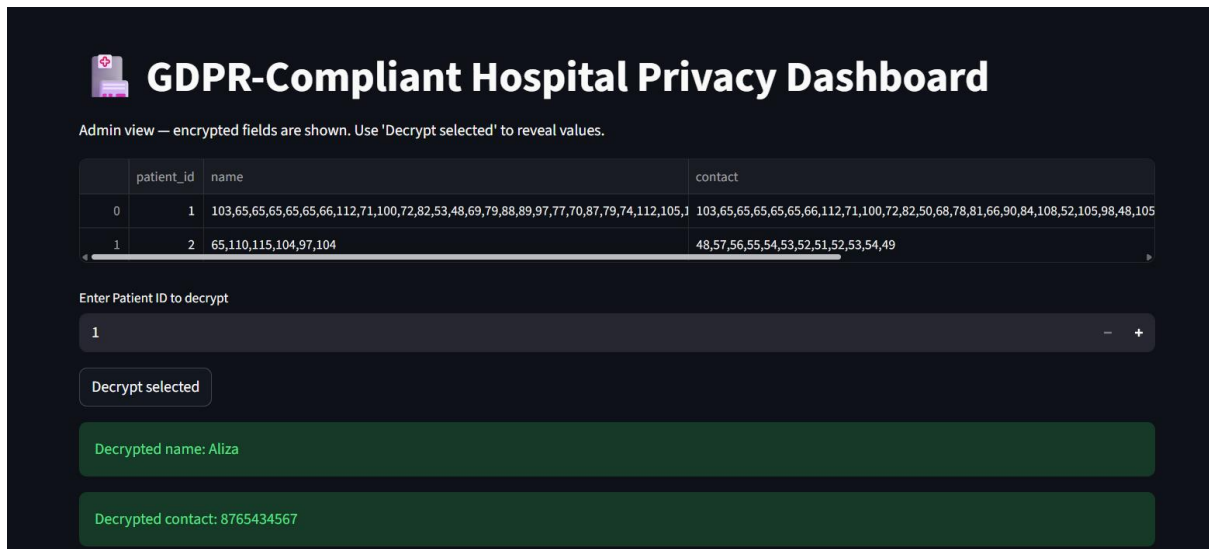 GDPR-Compliant Hospital Privacy Dashboard
Admin view — encrypted fields are shown. Use 'Decrypt selected' to reveal values.
patient_id name contact
0 1 103,65,65,65,65,65,66,112,71,100,72,82,53,48,69,79,88,89,97,77,70,87,79,74,112,105,1 103,65,65,65,65,65,66,112,71,100,72,82,50,68,78,81,66,90,84,108,52,105,98,48,105
1 2 65,110,115,104,97,104 48,57,56,55,54,53,52,51,52,53,54,49
Enter Patient ID to decrypt
1 − +
Decrypt selected
Decrypted name: Aliza
Decrypted contact: 8765434567